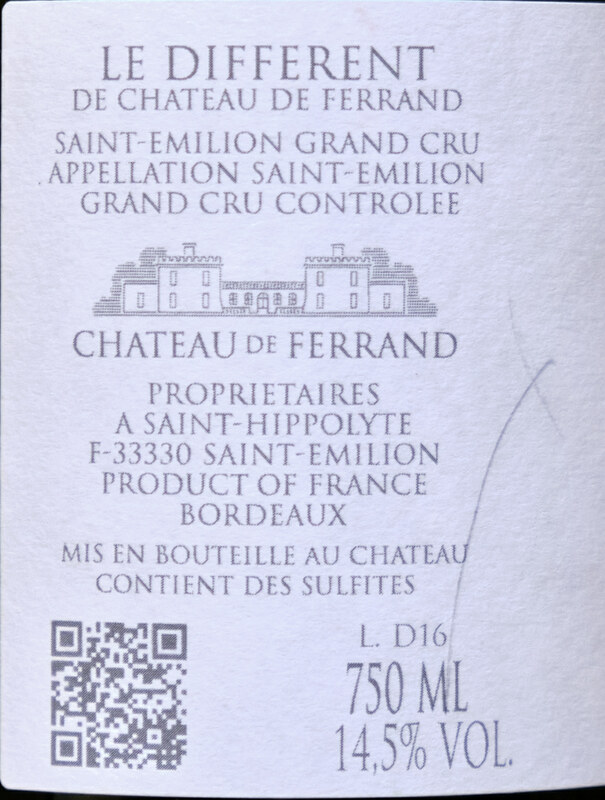 LE DIFFERENT
DE CHATEAU DE FERRAND
SAINT-EMILION GRAND CRU
APPELLATION SAINT-EMILION
GRAND CRU CONTROLEE
CHATEAU DE FERRAND
PROPRIETAIRES
A SAINT-HIPPOLYTE
F-33330 SAINT-EMILION
PRODUCT OF FRANCE
BORDEAUX
MIS EN BOUTEILLE AU CHATEAU
CONTIENT DES SULFITES
L. D16
750 ML
14,5% VOL.